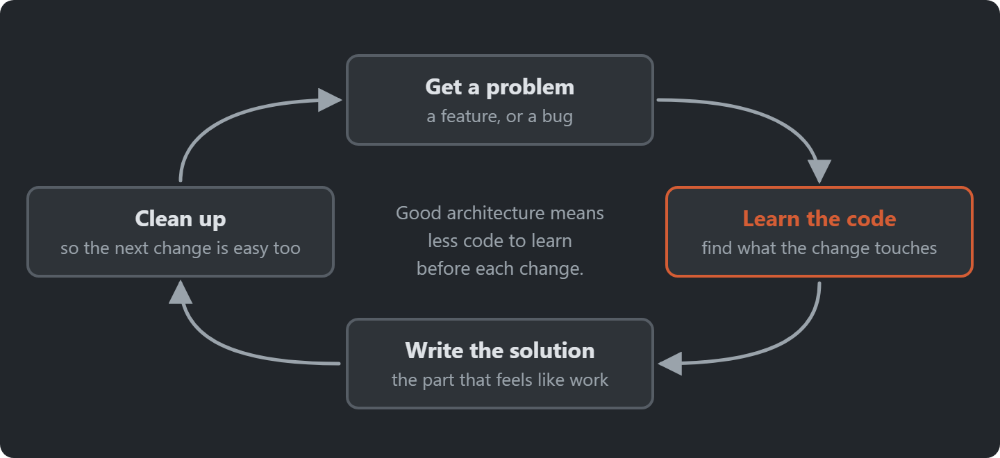 Get a problem
a feature, or a bug
Clean up
so the next change is easy too
Good architecture means
less code to learn
before each change.
Learn the code
find what the change touches
Write the solution
the part that feels like work